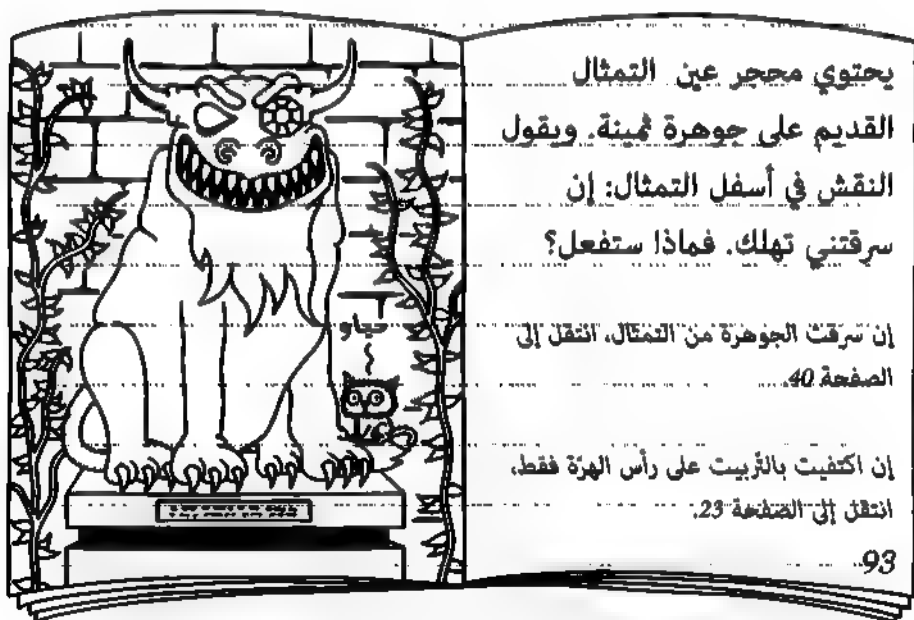 يحتوي محجر عين التمثال
القديم على جوهرة ثمينة. ويقول
النقش في أسفل التمثال: إن
سرقتني تهلك. فماذا ستفعل؟
إن سرقت الجوهرة من التمثال، انتقل إلى
الصفحة 40.
إن اكتفيت بالتربيت على رأس الهرّة فقط،
انتقل إلى الصفحة 23.
93
مياو